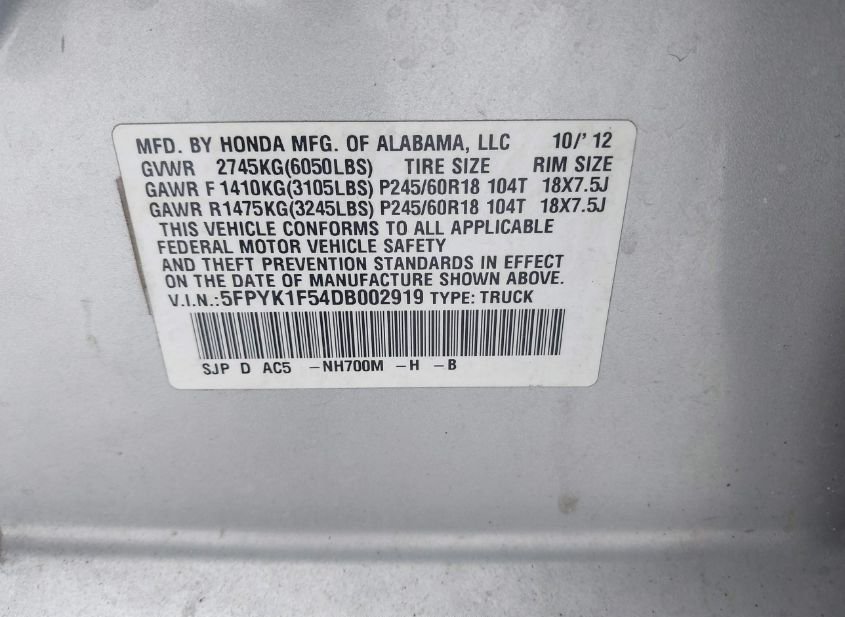 MFD. BY HONDA MFG. OF ALABAMA, LLC 10/' 12
GVWR 2745KG(6050LBS) TIRE SIZE RIM SIZE
GAWR F 1410KG(3105LBS) P245/60R18 104T 18X7.5J
GAWR R1475KG(3245LBS) P245/60R18 104T 18X7.5J
THIS VEHICLE CONFORMS TO ALL APPLICABLE
FEDERAL MOTOR VEHICLE SAFETY
AND THEFT PREVENTION STANDARDS IN EFFECT
ON THE DATE OF MANUFACTURE SHOWN ABOVE.
V.I.N.:5FPYK1F54DB002919 TYPE: TRUCK
SJP D AC5 -NH700M -H -B